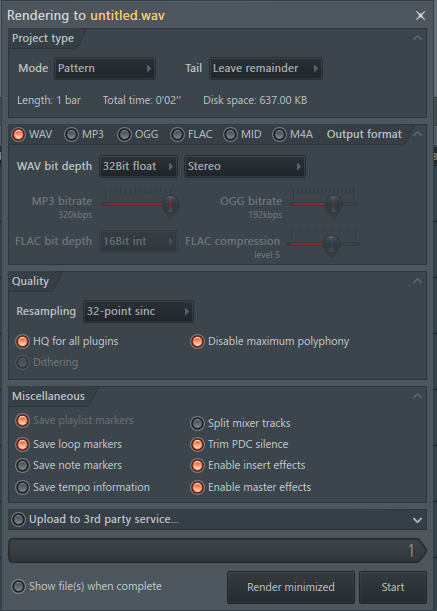 Rendering to untitled.wav
Project type
Mode Pattern Tail Leave remainder
Length: 1 bar Total time: 0'02'' Disk space: 637.00 KB
WAV MP3 OGG FLAC MID M4A Output format
WAV bit depth 32Bit float Stereo
MP3 bitrate OGG bitrate
320kbps 192kbps
FLAC bit depth 16Bit int FLAC compression
level 5
Quality
Resampling 32-point sinc
HQ for all plugins Disable maximum polyphony
Dithering
Miscellaneous
Save playlist markers Split mixer tracks
Save loop markers Trim PDC silence
Save note markers Enable insert effects
Save tempo information Enable master effects
Upload to 3rd party service...
1
Show file(s) when complete Render minimized Start